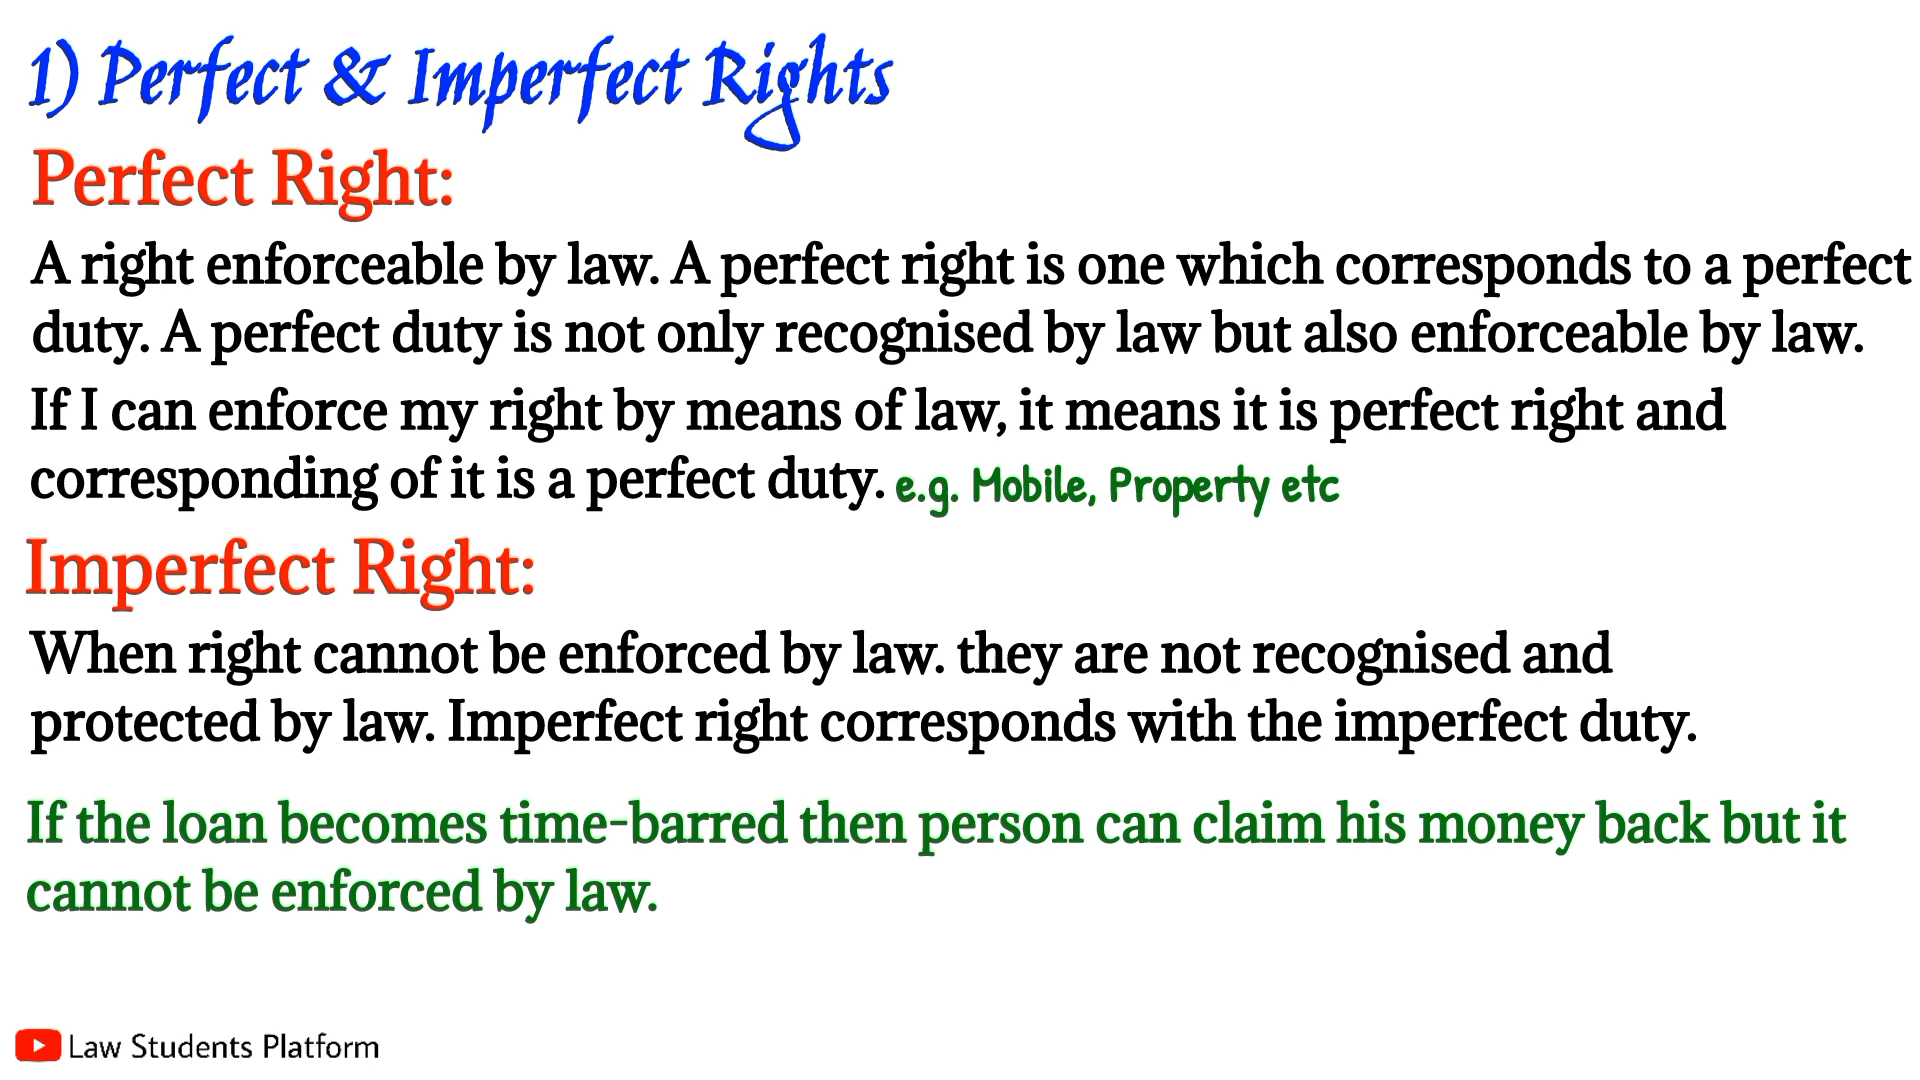 1) Perfect & Imperfect Rights
Perfect Right:
A right enforceable by law. A perfect right is one which corresponds to a perfect
duty. A perfect duty is not only recognised by law but also enforceable by law.
If I can enforce my right by means of law, it means it is perfect right and
corresponding of it is a perfect duty. e.g. Mobile, Property etc
Imperfect Right:
When right cannot be enforced by law. they are not recognised and
protected by law. Imperfect right corresponds with the imperfect duty.
If the loan becomes time-barred then person can claim his money back but it
cannot be enforced by law.
Law Students Platform